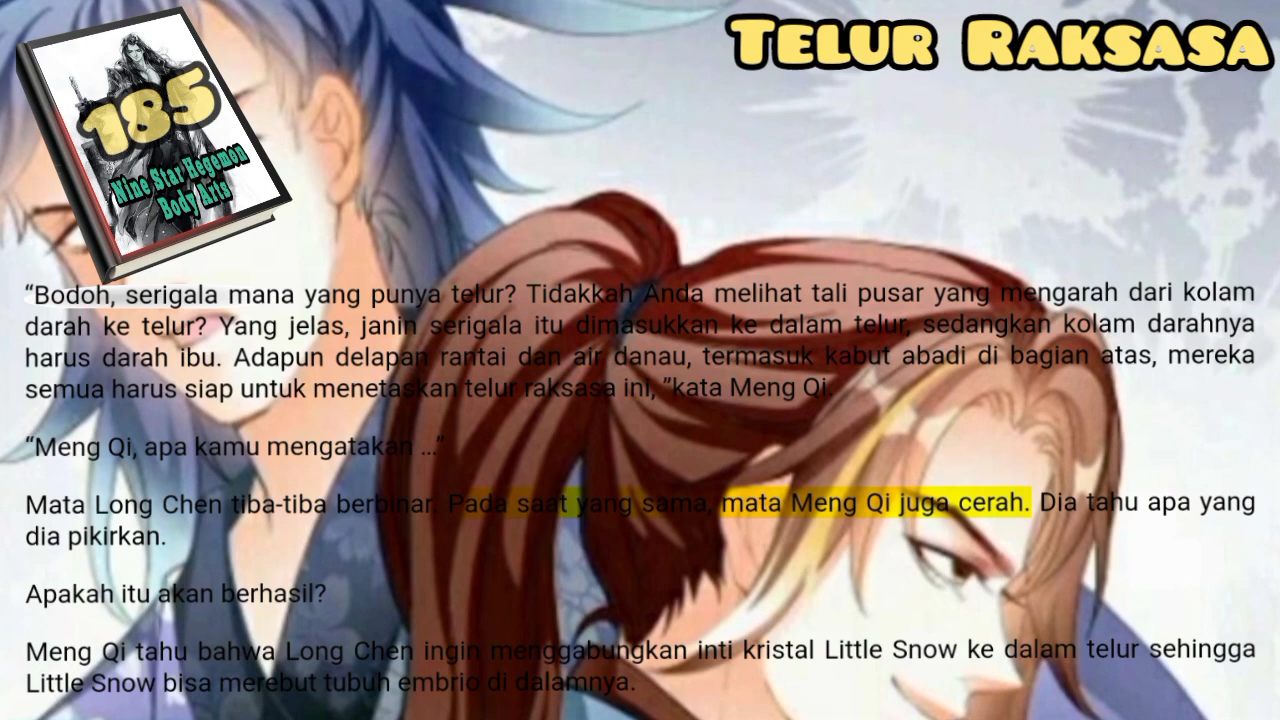 Telur Raksasa
185
Nine Star Hegemon
Body Arts
“Bodoh, serigala mana yang punya telur? Tidakkah Anda melihat tali pusar yang mengarah dari kolam
darah ke telur? Yang jelas, janin serigala itu dimasukkan ke dalam telur, sedangkan kolam darahnya
harus darah ibu. Adapun delapan rantai dan air danau, termasuk kabut abadi di bagian atas, mereka
semua harus siap untuk menetaskan telur raksasa ini, ”kata Meng Qi.
“Meng Qi, apa kamu mengatakan …”
Mata Long Chen tiba-tiba berbinar. Pada saat yang sama, mata Meng Qi juga cerah. Dia tahu apa yang
dia pikirkan.
Apakah itu akan berhasil?
Meng Qi tahu bahwa Long Chen ingin menggabungkan inti kristal Little Snow ke dalam telur sehingga
Little Snow bisa merebut tubuh embrio di dalamnya.